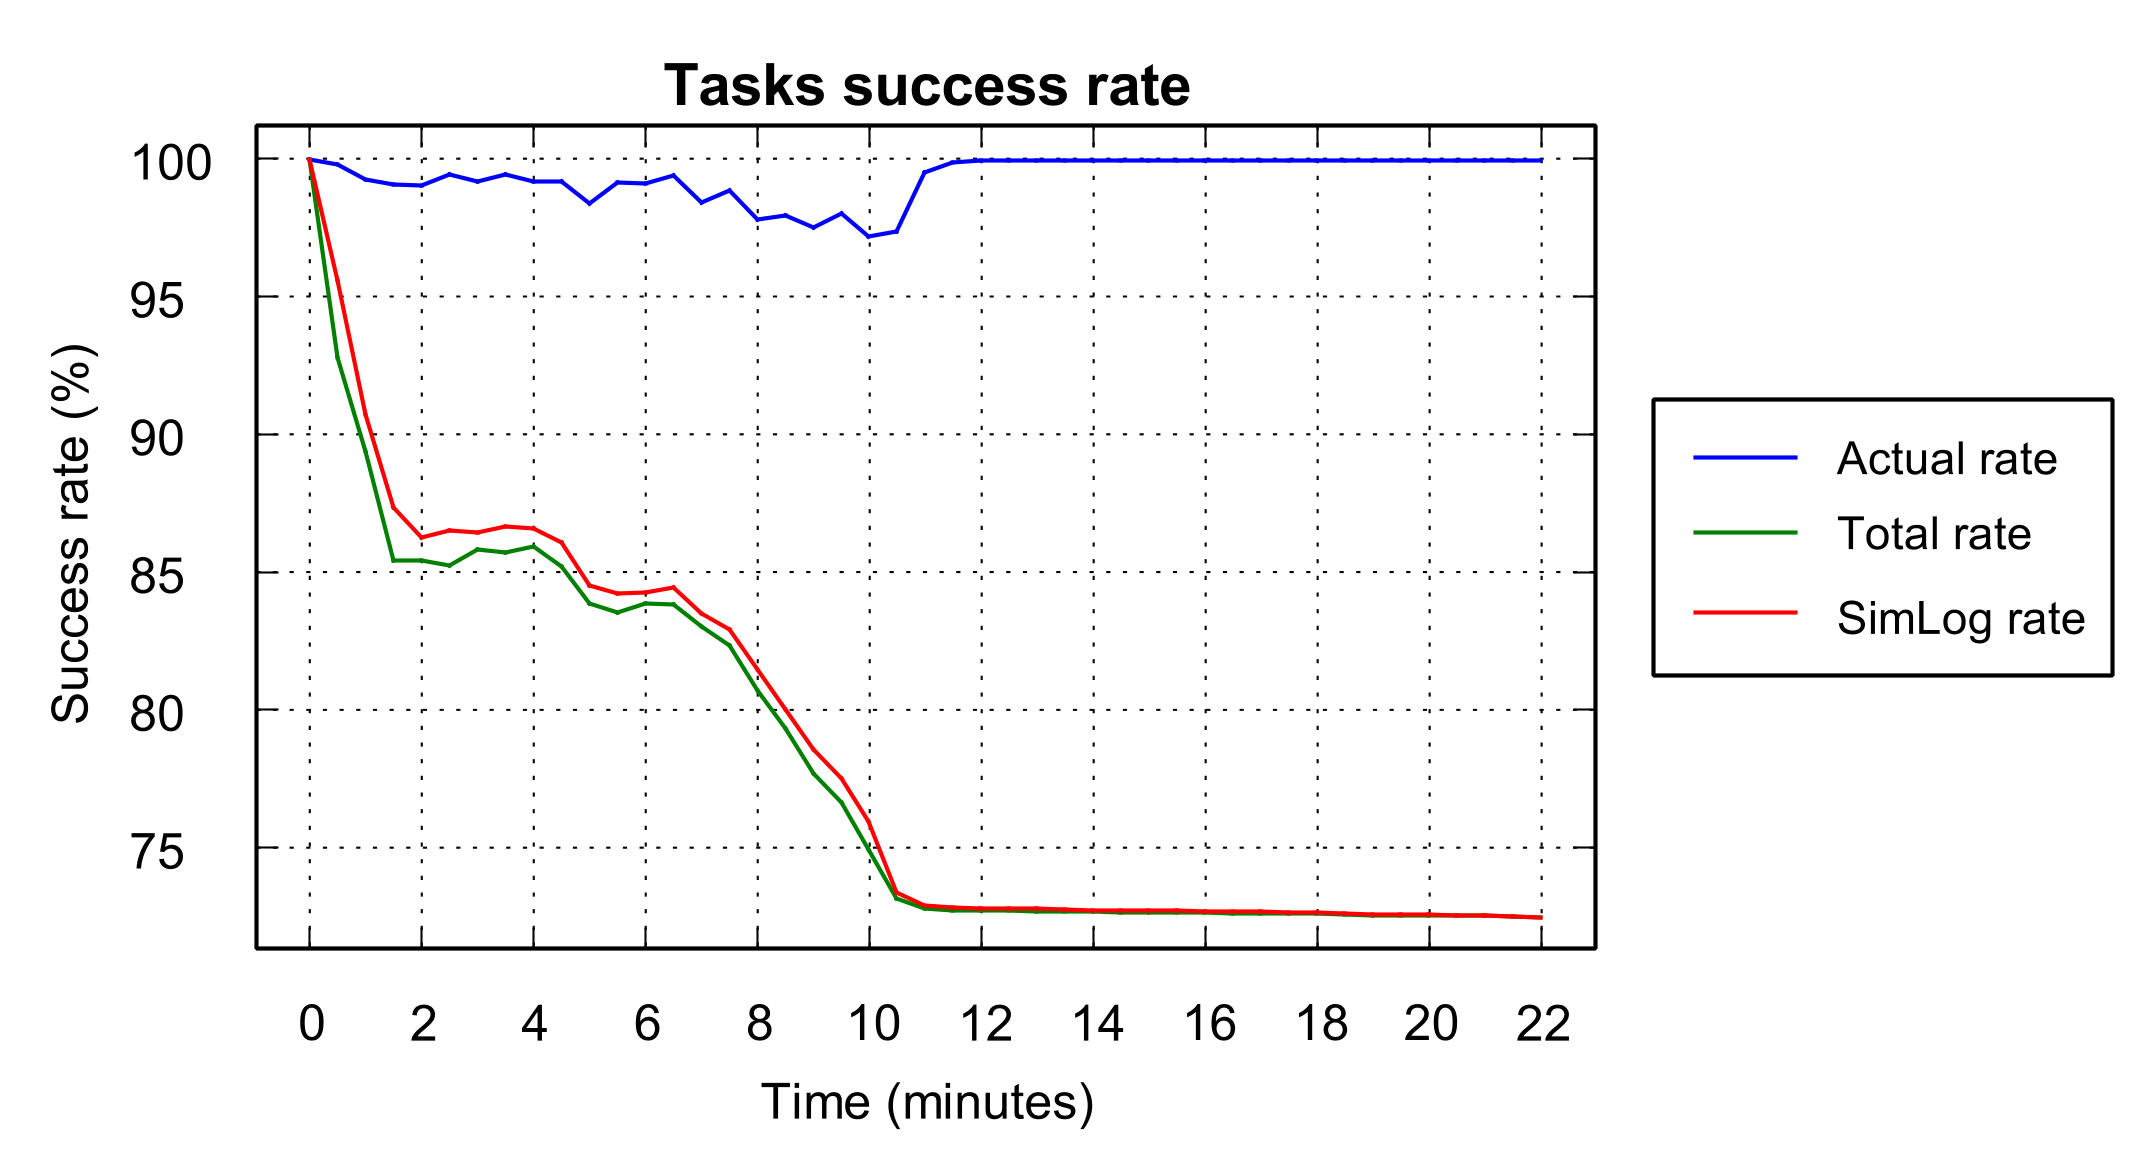 Tasks success rate
100
95
90
85
80
75
Success rate (%)
0 2 4 6 8 10 12 14 16 18 20 22
Time (minutes)
Actual rate
Total rate
SimLog rate